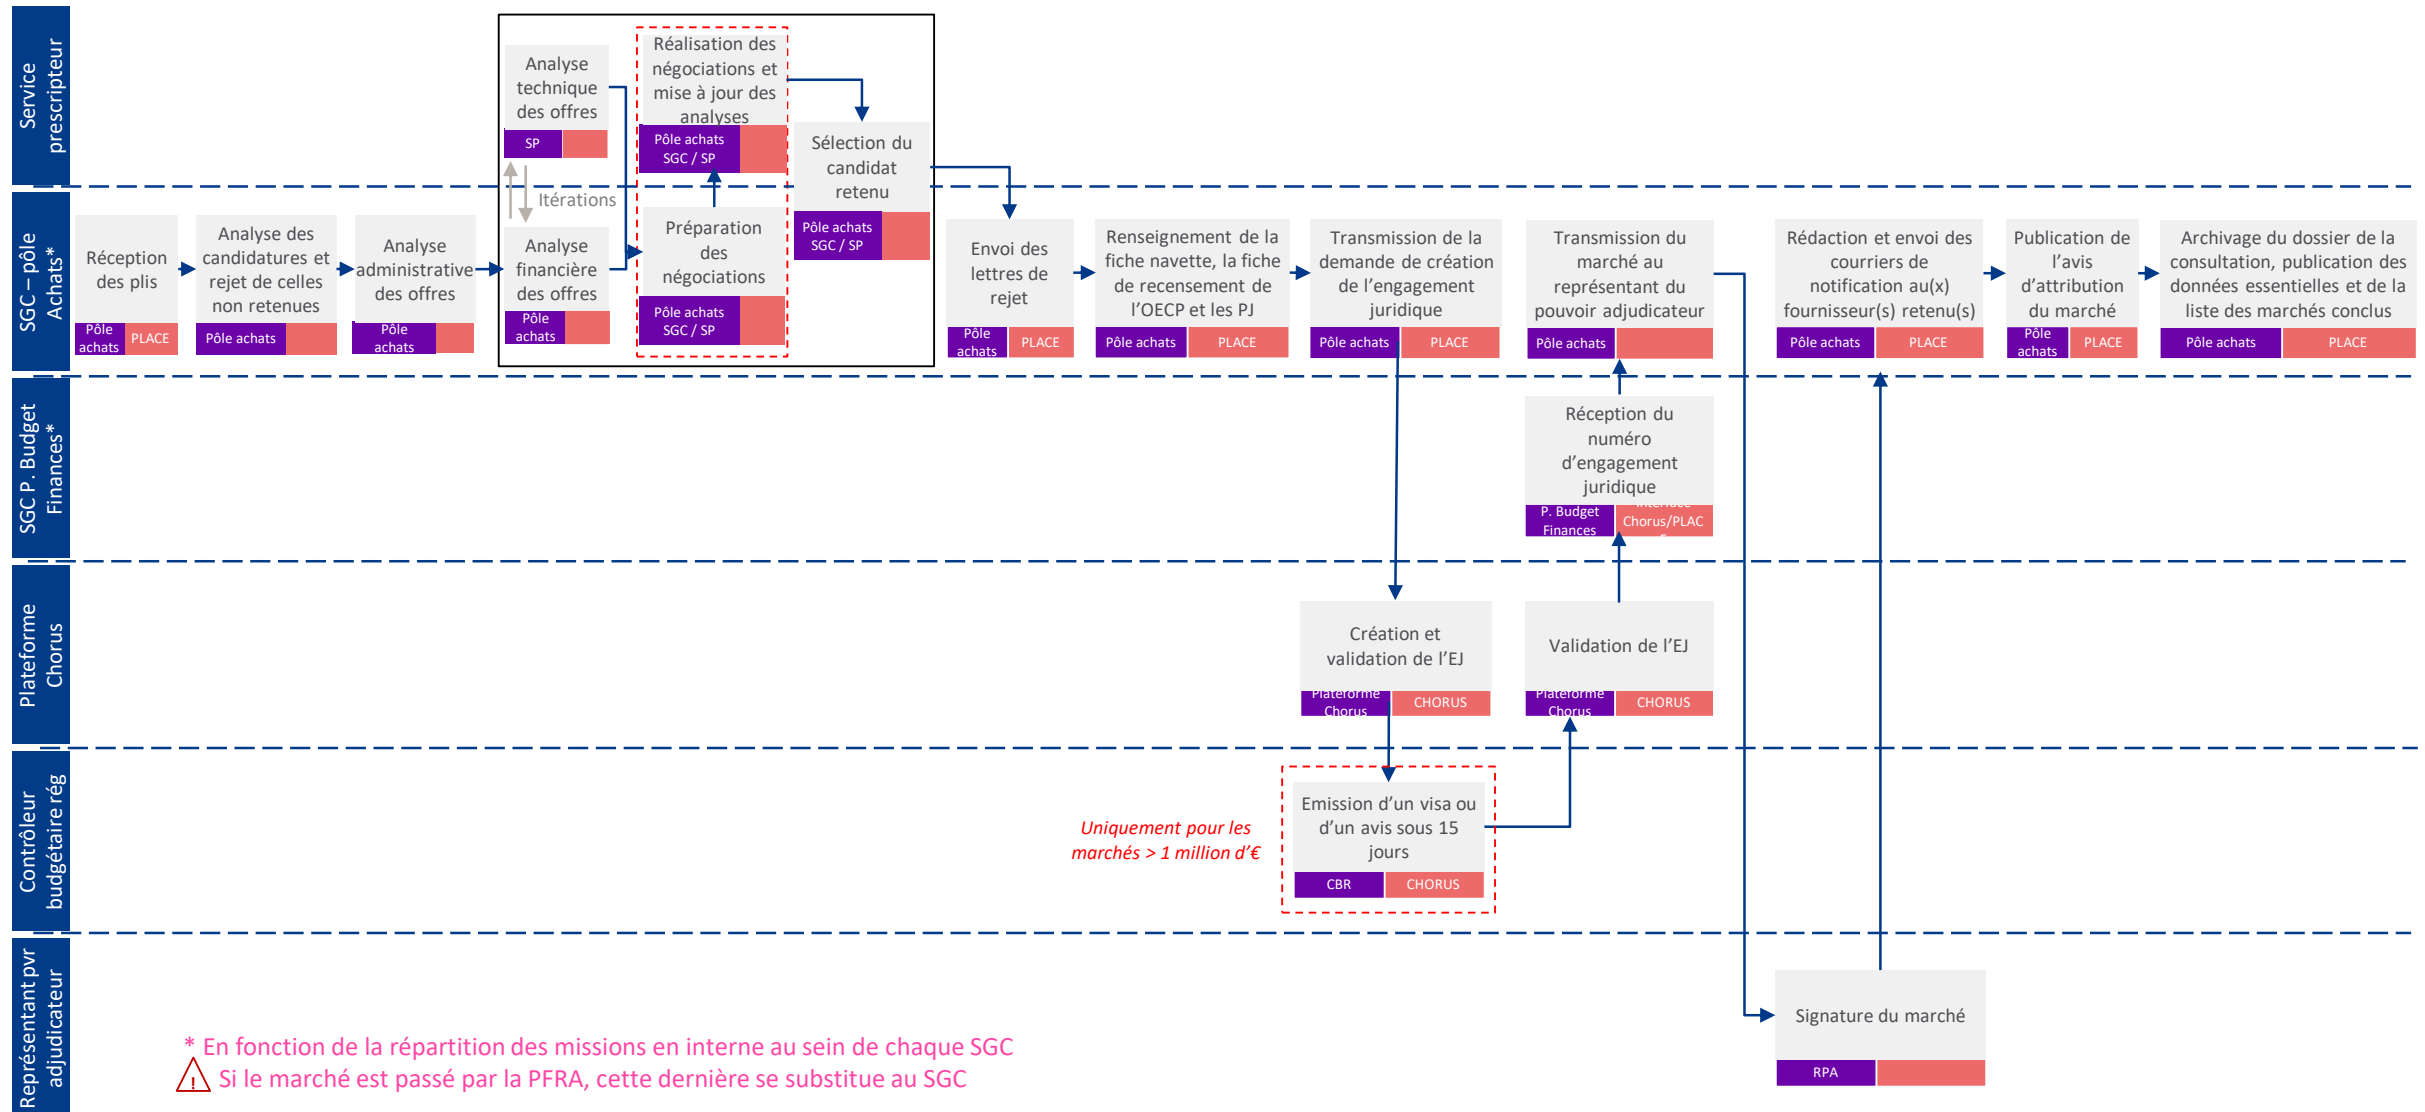 Service
prescripteur
Analyse
technique
des offres
SP
Réalisation des
négociations et
mise à jour des
analyses
Pôle achats
SGC / SP
Sélection du
candidat
retenu
Pôle achats
SGC / SP
Itérations
SGC – pôle
Achats*
Réception
des plis
Pôle
achats
PLACE
Analyse des
candidatures et
rejet de celles
non retenues
Pôle achats
Analyse
administrative
des offres
Pôle
achats
Analyse
financière
des offres
Pôle
achats
Préparation
des
négociations
Pôle achats
SGC / SP
Envoi des
lettres de
rejet
Pôle
achats
PLACE
Renseignement de la
fiche navette, la fiche
de recensement de
l’OECP et les PJ
Pôle achats
PLACE
Transmission de la
demande de création
de l’engagement
juridique
Pôle achats
PLACE
Transmission du
marché au
représentant du
pouvoir adjudicateur
Pôle achats
Rédaction et envoi des
courriers de
notification au(x)
fournisseur(s) retenu(s)
Pôle achats
PLACE
Publication de
l’avis
d’attribution
du marché
Pôle
achats
PLACE
Archivage du dossier de la
consultation, publication des
données essentielles et de la
liste des marchés conclus
Pôle achats
PLACE
SGC P. Budget
Finances*
Réception du
numéro
d’engagement
juridique
P. Budget
Finances
Interface
Chorus/PLAC
E
Plateforme
Chorus
Création et
validation de l’EJ
Plateforme
Chorus
CHORUS
Validation de l’EJ
Plateforme
Chorus
CHORUS
Contrôleur
budgétaire rég
Uniquement pour les
marchés > 1 million d’€
Emission d’un visa ou
d’un avis sous 15
jours
CBR
CHORUS
Représentant pvr
adjudicateur
Signature du marché
RPA
* En fonction de la répartition des missions en interne au sein de chaque SGC
! Si le marché est passé par la PFRA, cette dernière se substitue au SGC